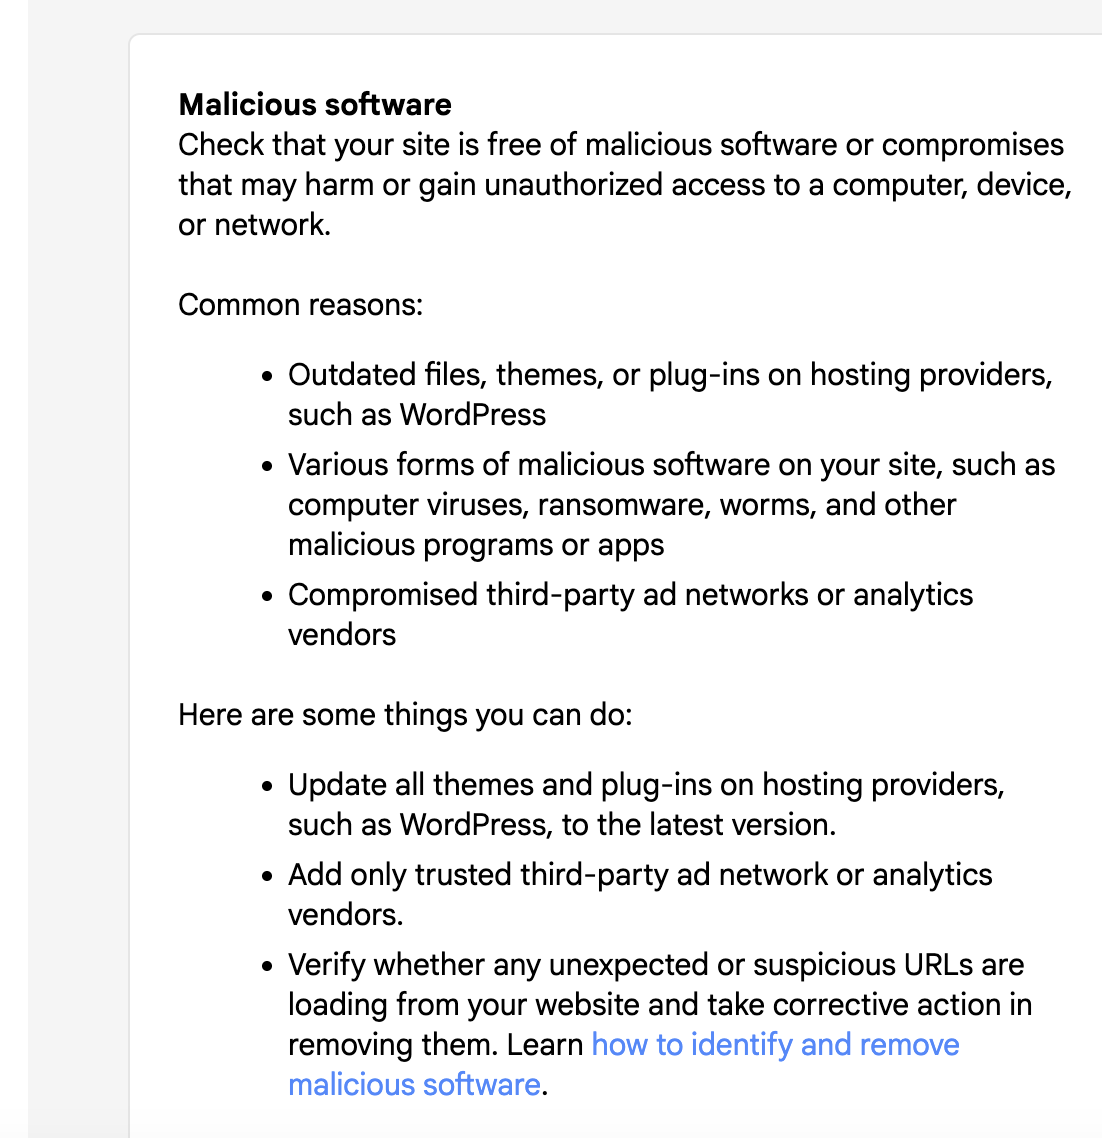 Malicious software
Check that your site is free of malicious software or compromises
that may harm or gain unauthorized access to a computer, device,
or network.
Common reasons:
• Outdated files, themes, or plug-ins on hosting providers,
such as WordPress
• Various forms of malicious software on your site, such as
computer viruses, ransomware, worms, and other
malicious programs or apps
• Compromised third-party ad networks or analytics
vendors
Here are some things you can do:
• Update all themes and plug-ins on hosting providers,
such as WordPress, to the latest version.
• Add only trusted third-party ad network or analytics
vendors.
• Verify whether any unexpected or suspicious URLs are
loading from your website and take corrective action in
removing them. Learn how to identify and remove
malicious software.